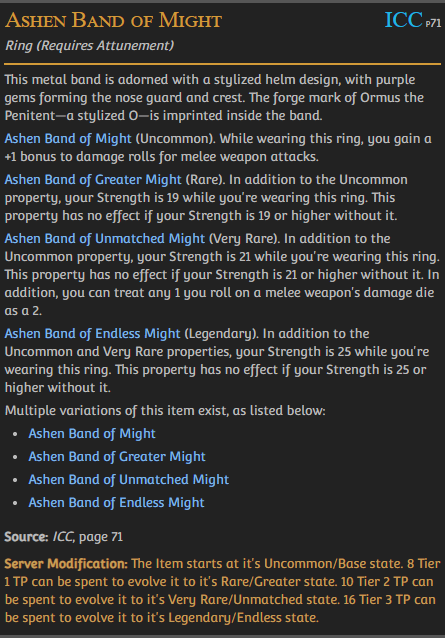 Ashen Band of Might ICC p71
Ring (Requires Attunement)
This metal band is adorned with a stylized helm design, with purple
gems forming the nose guard and crest. The forge mark of Ormus the
Penitent—a stylized O—is imprinted inside the band.
Ashen Band of Might (Uncommon). While wearing this ring, you gain a
+1 bonus to damage rolls for melee weapon attacks.
Ashen Band of Greater Might (Rare). In addition to the Uncommon
property, your Strength is 19 while you're wearing this ring. This
property has no effect if your Strength is 19 or higher without it.
Ashen Band of Unmatched Might (Very Rare). In addition to the
Uncommon property, your Strength is 21 while you're wearing this ring.
This property has no effect if your Strength is 21 or higher without it. In
addition, you can treat any 1 you roll on a melee weapon's damage die
as a 2.
Ashen Band of Endless Might (Legendary). In addition to the
Uncommon and Very Rare properties, your Strength is 25 while you're
wearing this ring. This property has no effect if your Strength is 25 or
higher without it.
Multiple variations of this item exist, as listed below:
• Ashen Band of Might
• Ashen Band of Greater Might
• Ashen Band of Unmatched Might
• Ashen Band of Endless Might
Source: ICC, page 71
Server Modification: The Item starts at it's Uncommon/Base state. 8 Tier
1 TP can be spent to evolve it to it's Rare/Greater state. 10 Tier 2 TP can
be spent to evolve it to it's Very Rare/Unmatched state. 16 Tier 3 TP can
be spent to evolve it to it's Legendary/Endless state.